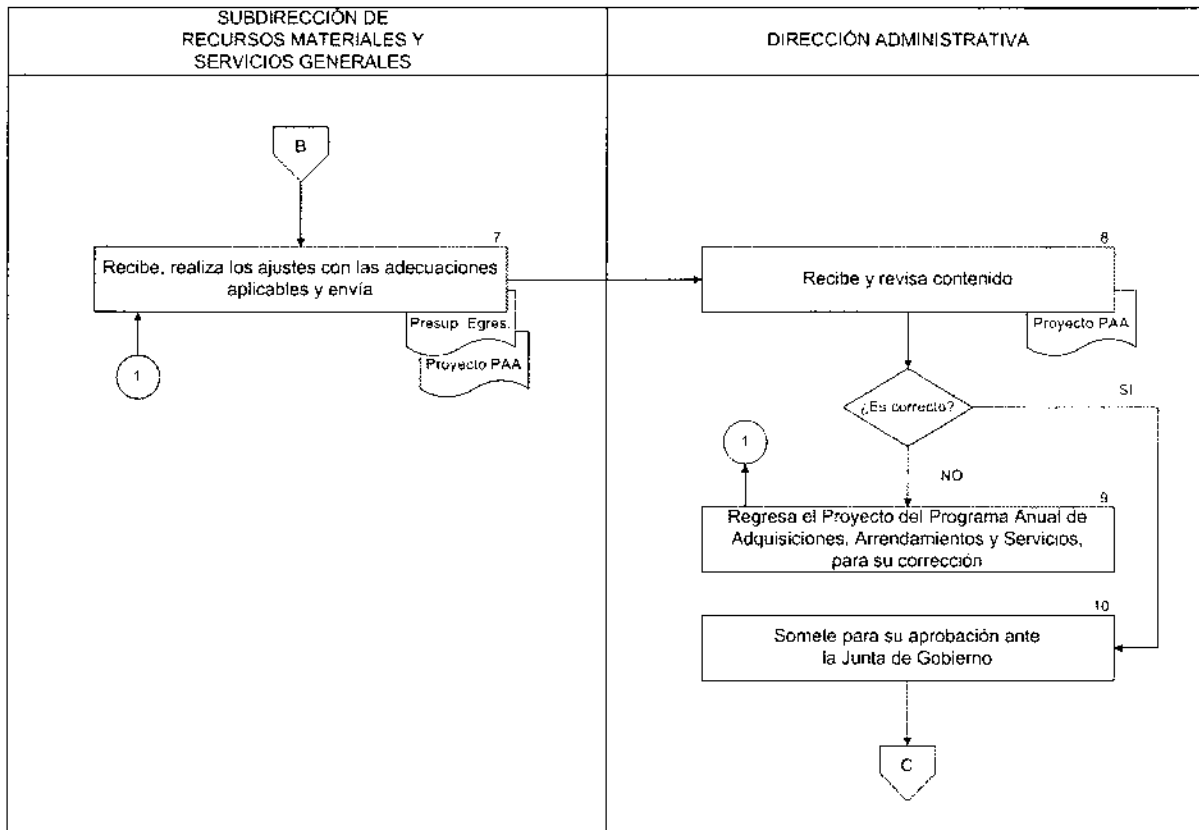 SUBDIRECCIÓN DE
RECURSOS MATERIALES Y
SERVICIOS GENERALES
DIRECCIÓN ADMINISTRATIVA
B
7
Recibe, realiza los ajustes con las adecuaciones
aplicables y envía
Presup. Egres.
Proyecto PAA
1
8
Recibe y revisa contenido
Proyecto PAA
¿Es correcto?
SI
NO
1
9
Regresa el Proyecto del Programa Anual de
Adquisiciones, Arrendamientos y Servicios,
para su corrección
10
Somete para su aprobación ante
la Junta de Gobierno
C